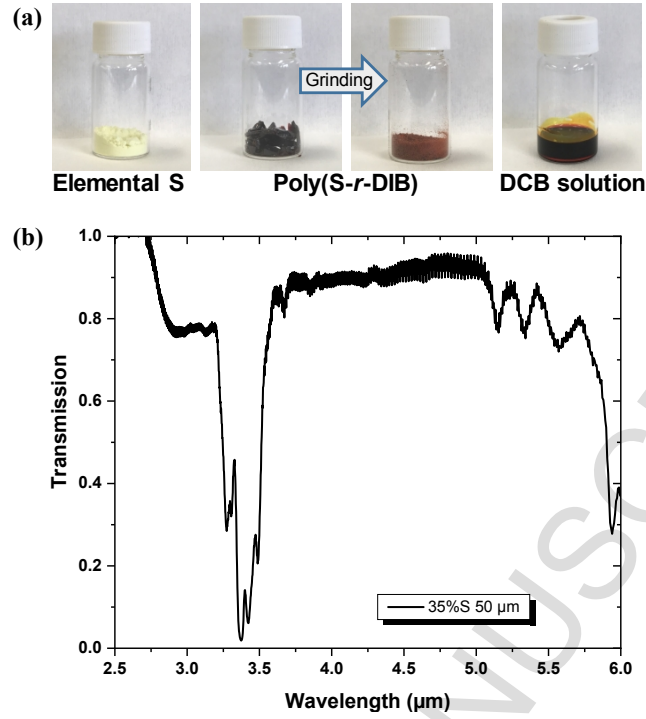 (a)
Grinding
Elemental S
Poly(S-r-DIB)
DCB solution
(b)
1.0
0.8
0.6
0.4
0.2
0.0
Transmission
35%S 50 µm
2.5 3.0 3.5 4.0 4.5 5.0 5.5 6.0
Wavelength (µm)
NUSC